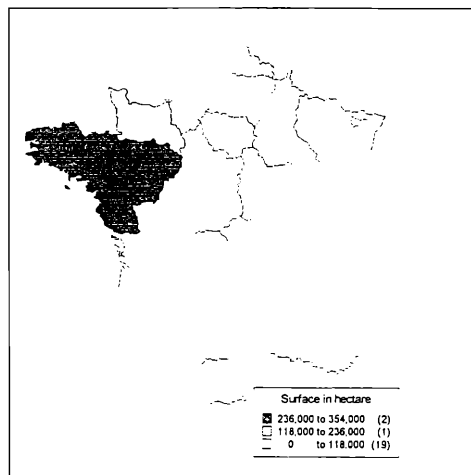 Surface in hectare
236,000 to 354,000 (2)
118,000 to 236,000 (1)
0 to 118,000 (19)